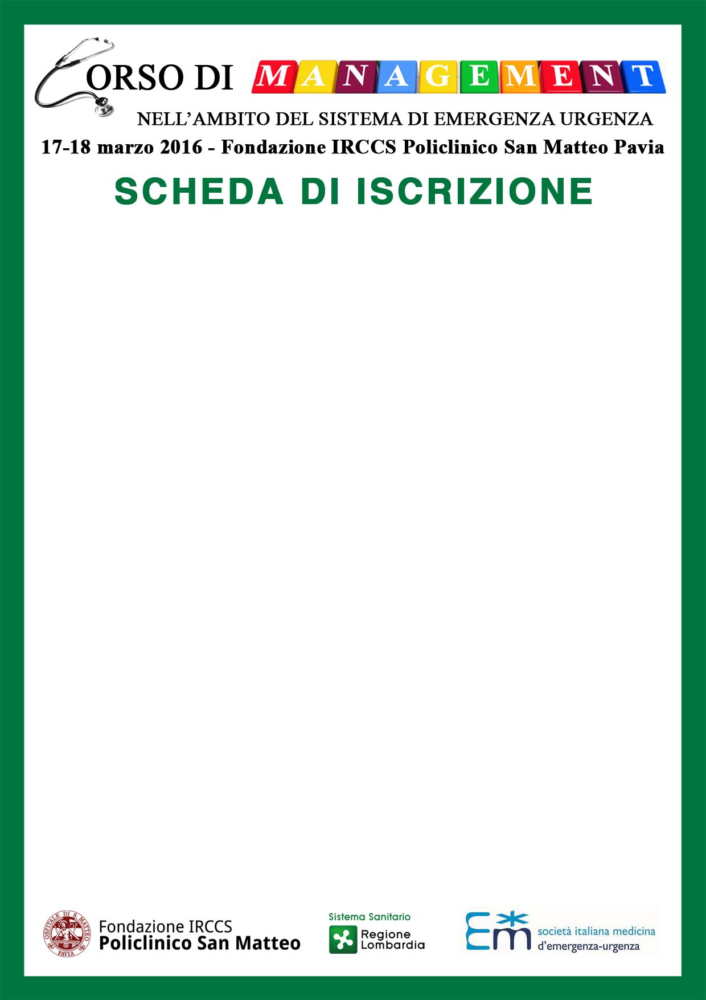 CORSO DI MANAGEMENT
NELL'AMBITO DEL SISTEMA DI EMERGENZA URGENZA
17-18 marzo 2016 - Fondazione IRCCS Policlinico San Matteo Pavia
SCHEDA DI ISCRIZIONE
OSPITALE DI S. MATTEO
PAVIA
Fondazione IRCCS
Policlinico San Matteo
Sistema Sanitario
Regione
Lombardia
Em
società italiana medicina
d'emergenza-urgenza